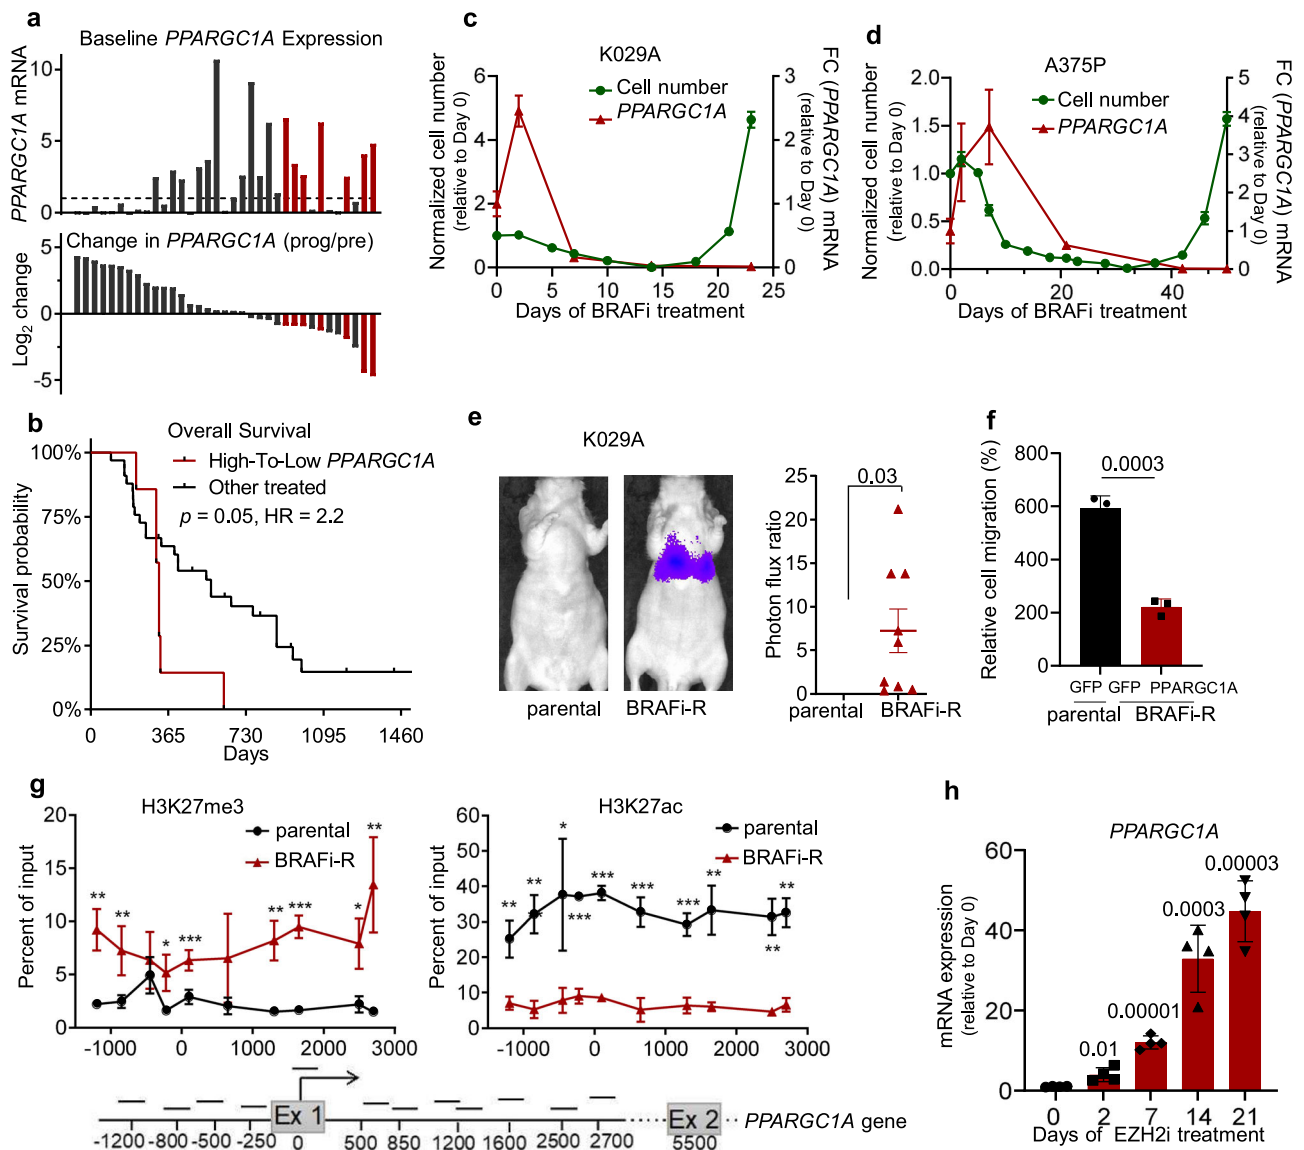 a
Baseline PPARGC1A Expression
PPARGC1A mRNA
10
5
0
Change in PPARGC1A (prog/pre)
Log2 change
5
0
-5
b
Overall Survival
High-To-Low PPARGC1A
Other treated
p = 0.05, HR = 2.2
Survival probability
100%
75%
50%
25%
0%
0 365 730 1095 1460
Days
c
K029A
Cell number
PPARGC1A
Normalized cell number
(relative to Day 0)
6
4
2
0
FC (PPARGC1A) mRNA
(relative to Day 0)
3
2
1
0
0 5 10 15 20 25
Days of BRAFi treatment
d
A375P
Cell number
PPARGC1A
Normalized cell number
(relative to Day 0)
2.0
1.5
1.0
0.5
0.0
FC (PPARGC1A) mRNA
(relative to Day 0)
5
4
3
2
1
0
0 20 40
Days of BRAFi treatment
e
K029A
parental BRAFi-R
Photon flux ratio
25
20
15
10
5
0
0.03
parental BRAFi-R
f
Relative cell migration (%)
800
600
400
200
0
0.0003
GFP GFP PPARGC1A
parental BRAFi-R
g
H3K27me3
parental
BRAFi-R
Percent of input
20
15
10
5
0
** ** * *** ** *** * **
-1000 0 1000 2000 3000
H3K27ac
parental
BRAFi-R
Percent of input
60
50
40
30
20
10
0
** ** * *** *** *** *** ** ** **
-1000 0 1000 2000 3000
Ex 1
Ex 2
PPARGC1A gene
-1200 -800 -500 -250 0 500 850 1200 1600 2500 2700 5500
h
PPARGC1A
mRNA expression
(relative to Day 0)
60
40
20
0
0.01
0.00001
0.0003
0.00003
0 2 7 14 21
Days of EZH2i treatment